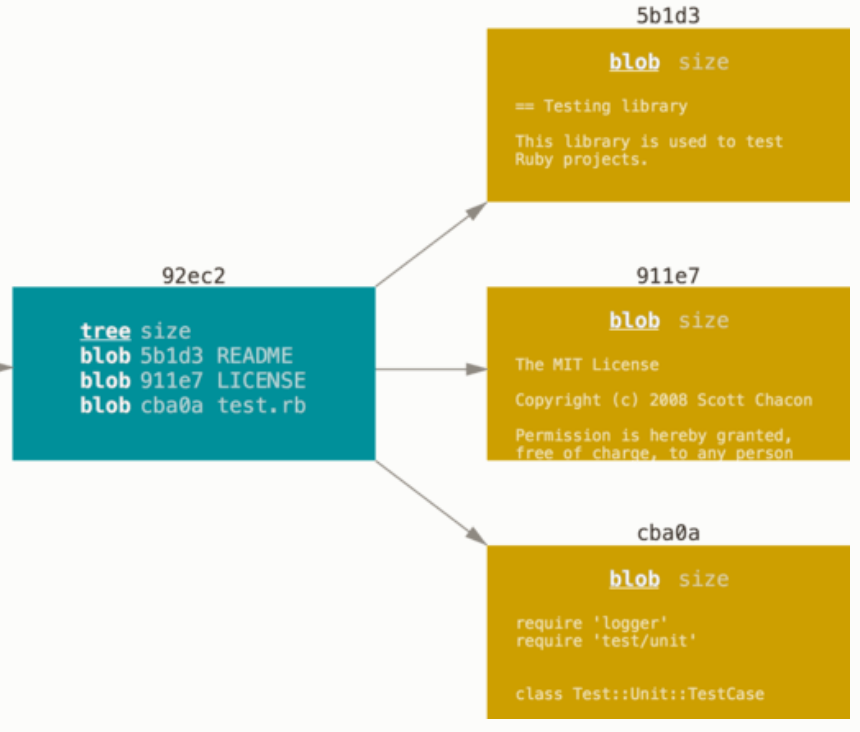 92ec2
tree size
blob 5b1d3 README
blob 911e7 LICENSE
blob cba0a test.rb
5b1d3
blob size
== Testing library
This library is used to test
Ruby projects.
911e7
blob size
The MIT License
Copyright (c) 2008 Scott Chacon
Permission is hereby granted,
free of charge, to any person
cba0a
blob size
require 'logger'
require 'test/unit'
class Test::Unit::TestCase